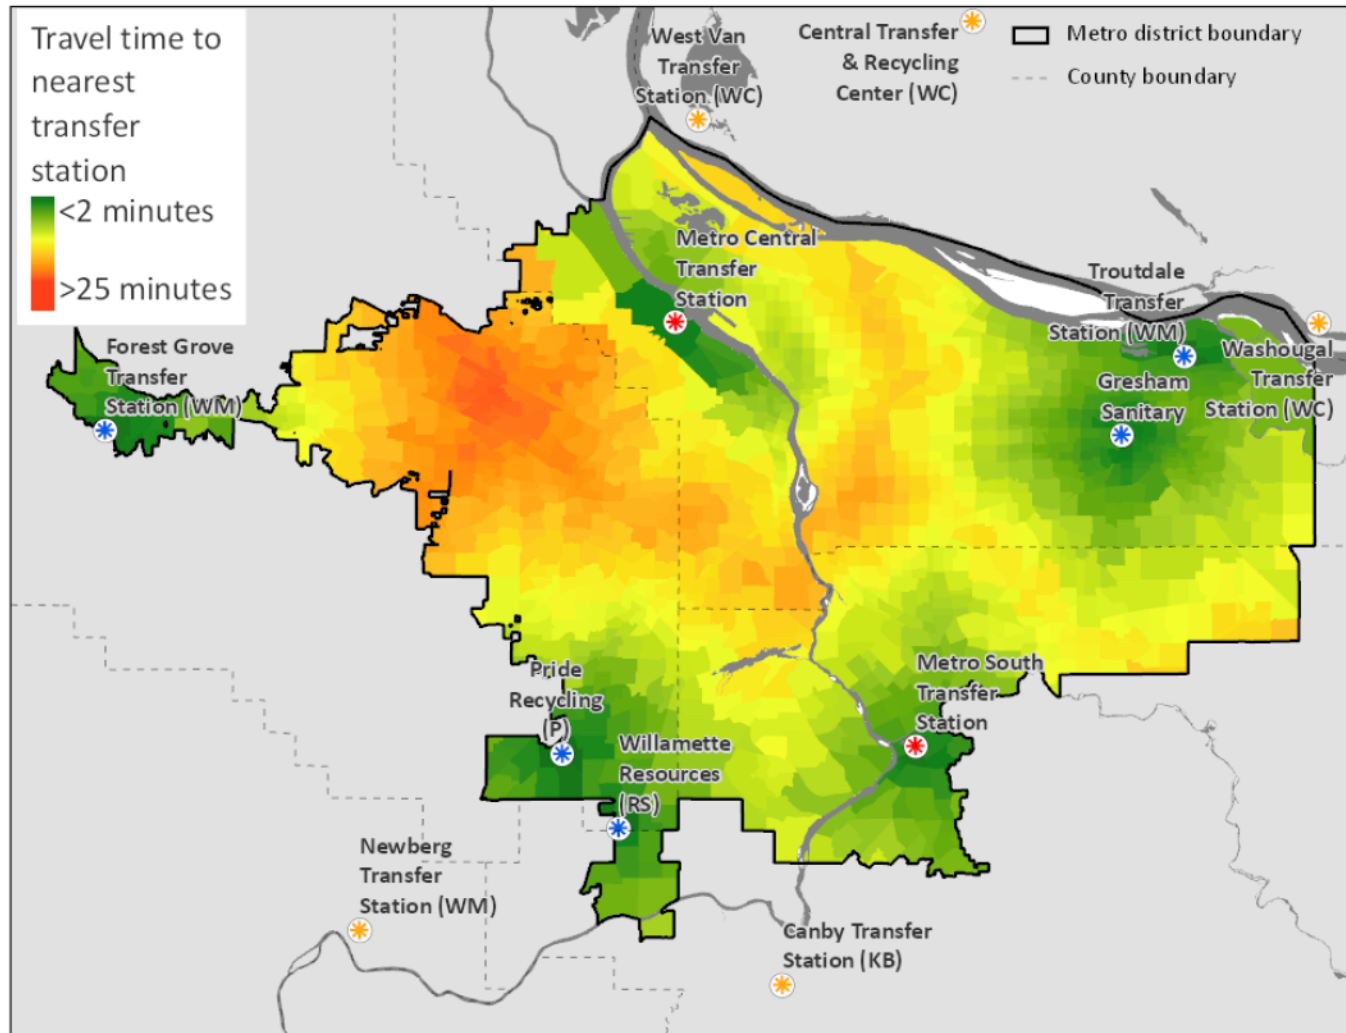 Travel time to
nearest
transfer
station
<2 minutes
>25 minutes
West Van
Transfer
Station (WC)
Central Transfer
& Recycling
Center (WC)
Metro district boundary
County boundary
Metro Central
Transfer
Station
Troutdale
Transfer
Station (WM)
Washougal
Transfer
Station (WC)
Gresham
Sanitary
Forest Grove
Transfer
Station (WM)
Pride
Recycling
(P)
Willamette
Resources
(RS)
Metro South
Transfer
Station
Newberg
Transfer
Station (WM)
Canby Transfer
Station (KB)